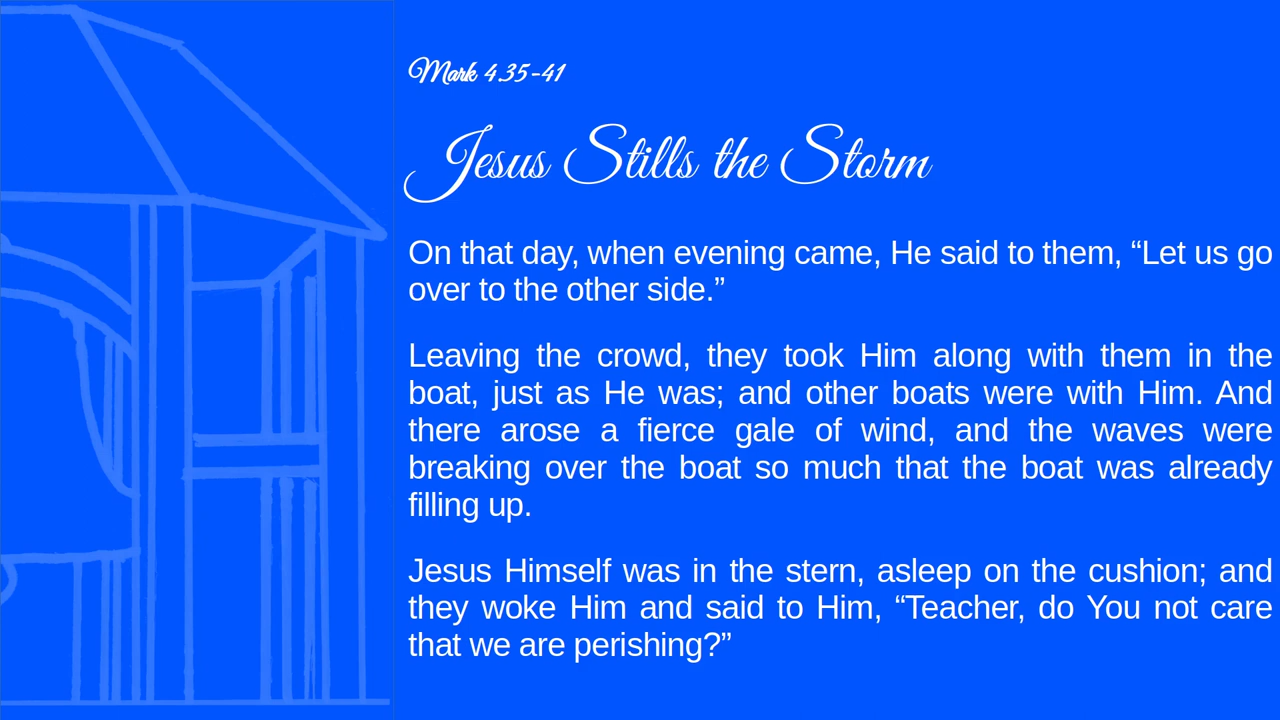 Mark 4.35-41
Jesus Stills the Storm
On that day, when evening came, He said to them, “Let us go
over to the other side.”
Leaving the crowd, they took Him along with them in the
boat, just as He was; and other boats were with Him. And
there arose a fierce gale of wind, and the waves were
breaking over the boat so much that the boat was already
filling up.
Jesus Himself was in the stern, asleep on the cushion; and
they woke Him and said to Him, “Teacher, do You not care
that we are perishing?”